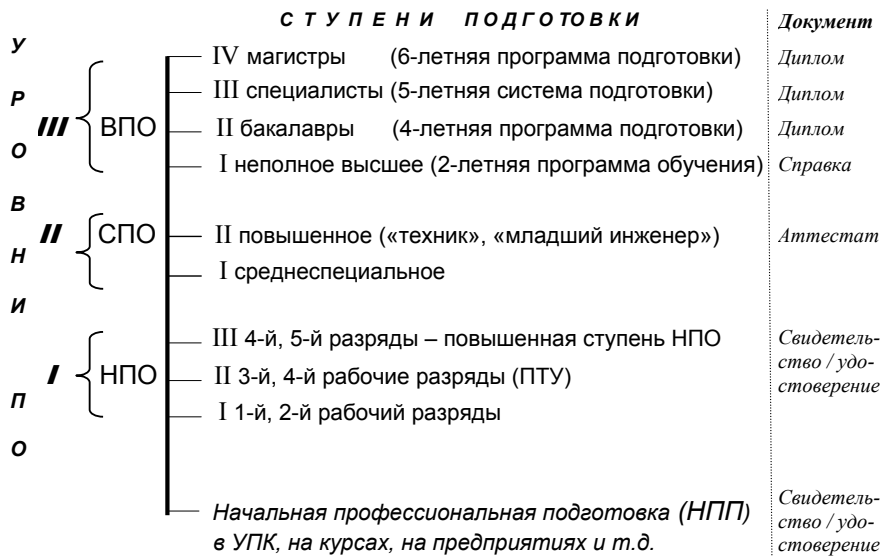 С Т У П Е Н И П О Д Г О Т О В К И Документ
У Р О В Н И П О
IV магистры (6-летняя программа подготовки) Диплом
III специалисты (5-летняя система подготовки) Диплом
III ВПО
II бакалавры (4-летняя программа подготовки) Диплом
I неполное высшее (2-летняя программа обучения) Справка
II СПО
II повышенное («техник», «младший инженер») Аттестат
I среднеспециальное
III 4-й, 5-й разряды – повышенная ступень НПО Свидетель-
ство / удо-
стоверение
I НПО
II 3-й, 4-й рабочие разряды (ПТУ)
I 1-й, 2-й рабочий разряды
Начальная профессиональная подготовка (НПП) Свидетель-
в УПК, на курсах, на предприятиях и т.д. ство / удо-
стоверение